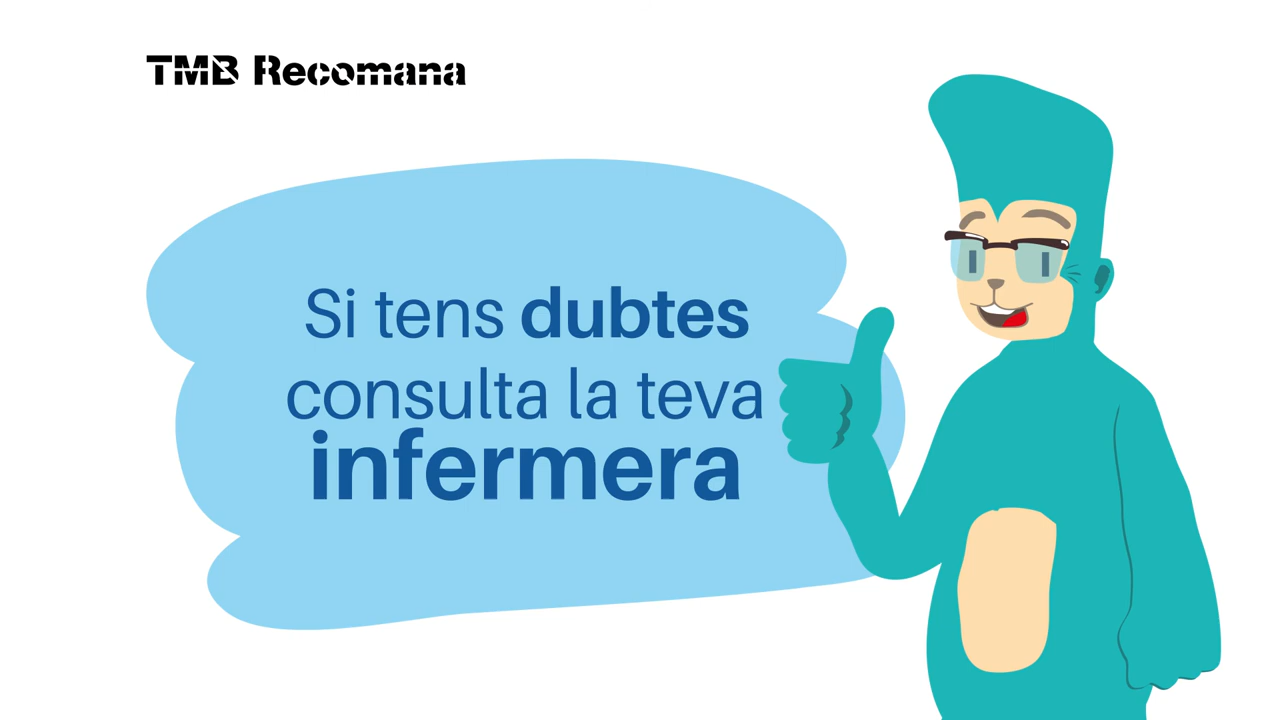 TMB Recomana
Si tens dubtes
consulta la teva
infermera